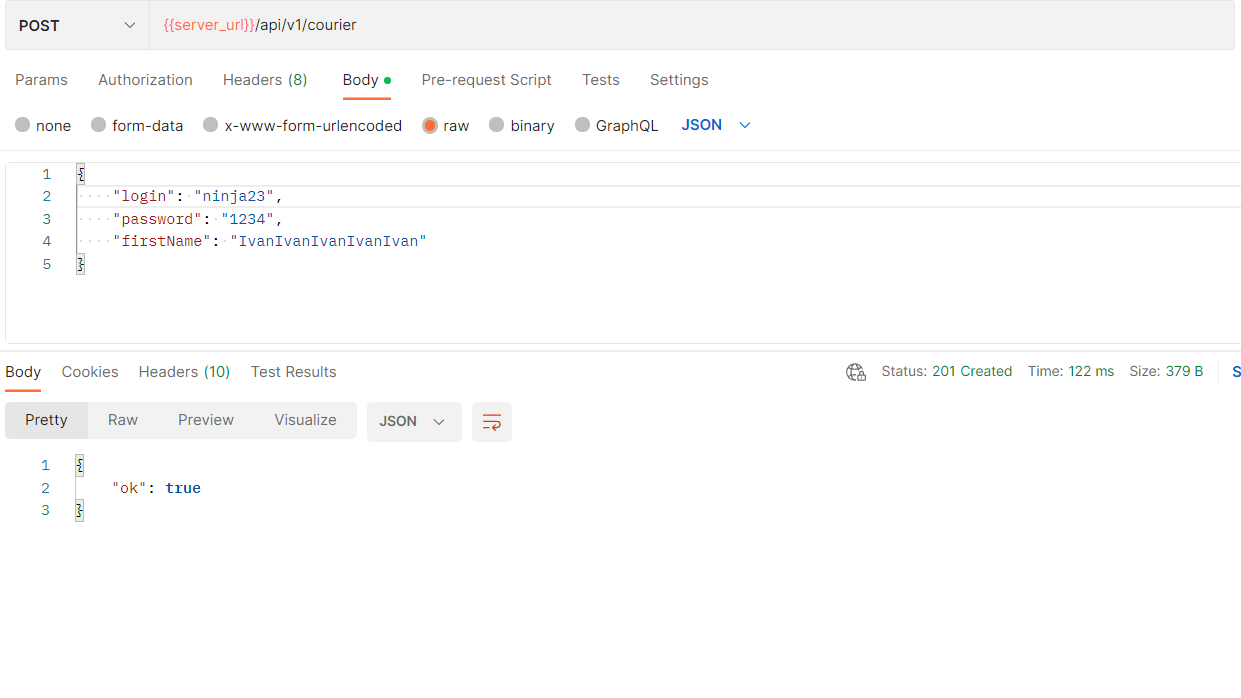 POST {{server_url}}/api/v1/courier
Params Authorization Headers (8) Body Pre-request Script Tests Settings
none form-data x-www-form-urlencoded raw binary GraphQL JSON
1 {
2 "login": "ninja23",
3 "password": "1234",
4 "firstName": "IvanIvanIvanIvanIvan"
5 }
Body Cookies Headers (10) Test Results Status: 201 Created Time: 122 ms Size: 379 B S
Pretty Raw Preview Visualize JSON
1 {
2 "ok": true
3 }